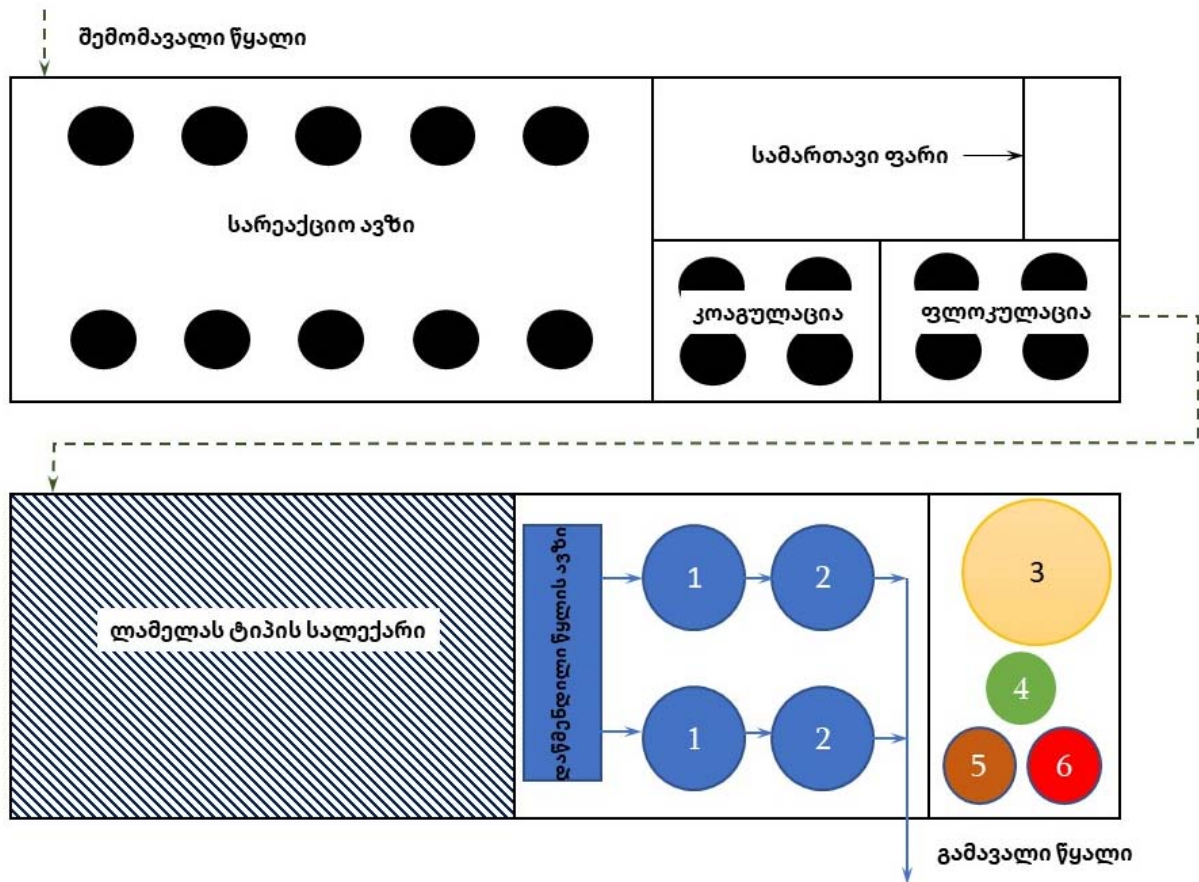 შემომავალი წყალი
სამართავი ფარი
სარეაქციო ავზი
კოაგულაცია
ფლოკულაცია
ლამელას ტიპის სალექარი
დაწმენდილი წყლის ავზი
1
2
1
2
3
4
5
6
გამავალი წყალი